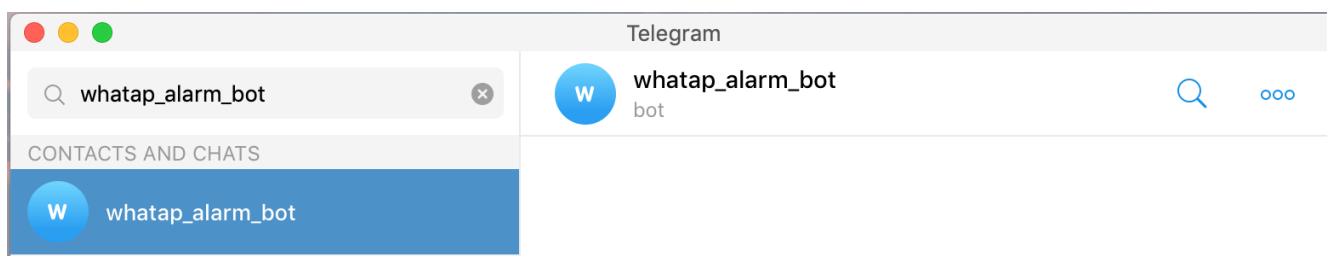 Telegram
whatap_alarm_bot
CONTACTS AND CHATS
W whatap_alarm_bot
W whatap_alarm_bot
bot